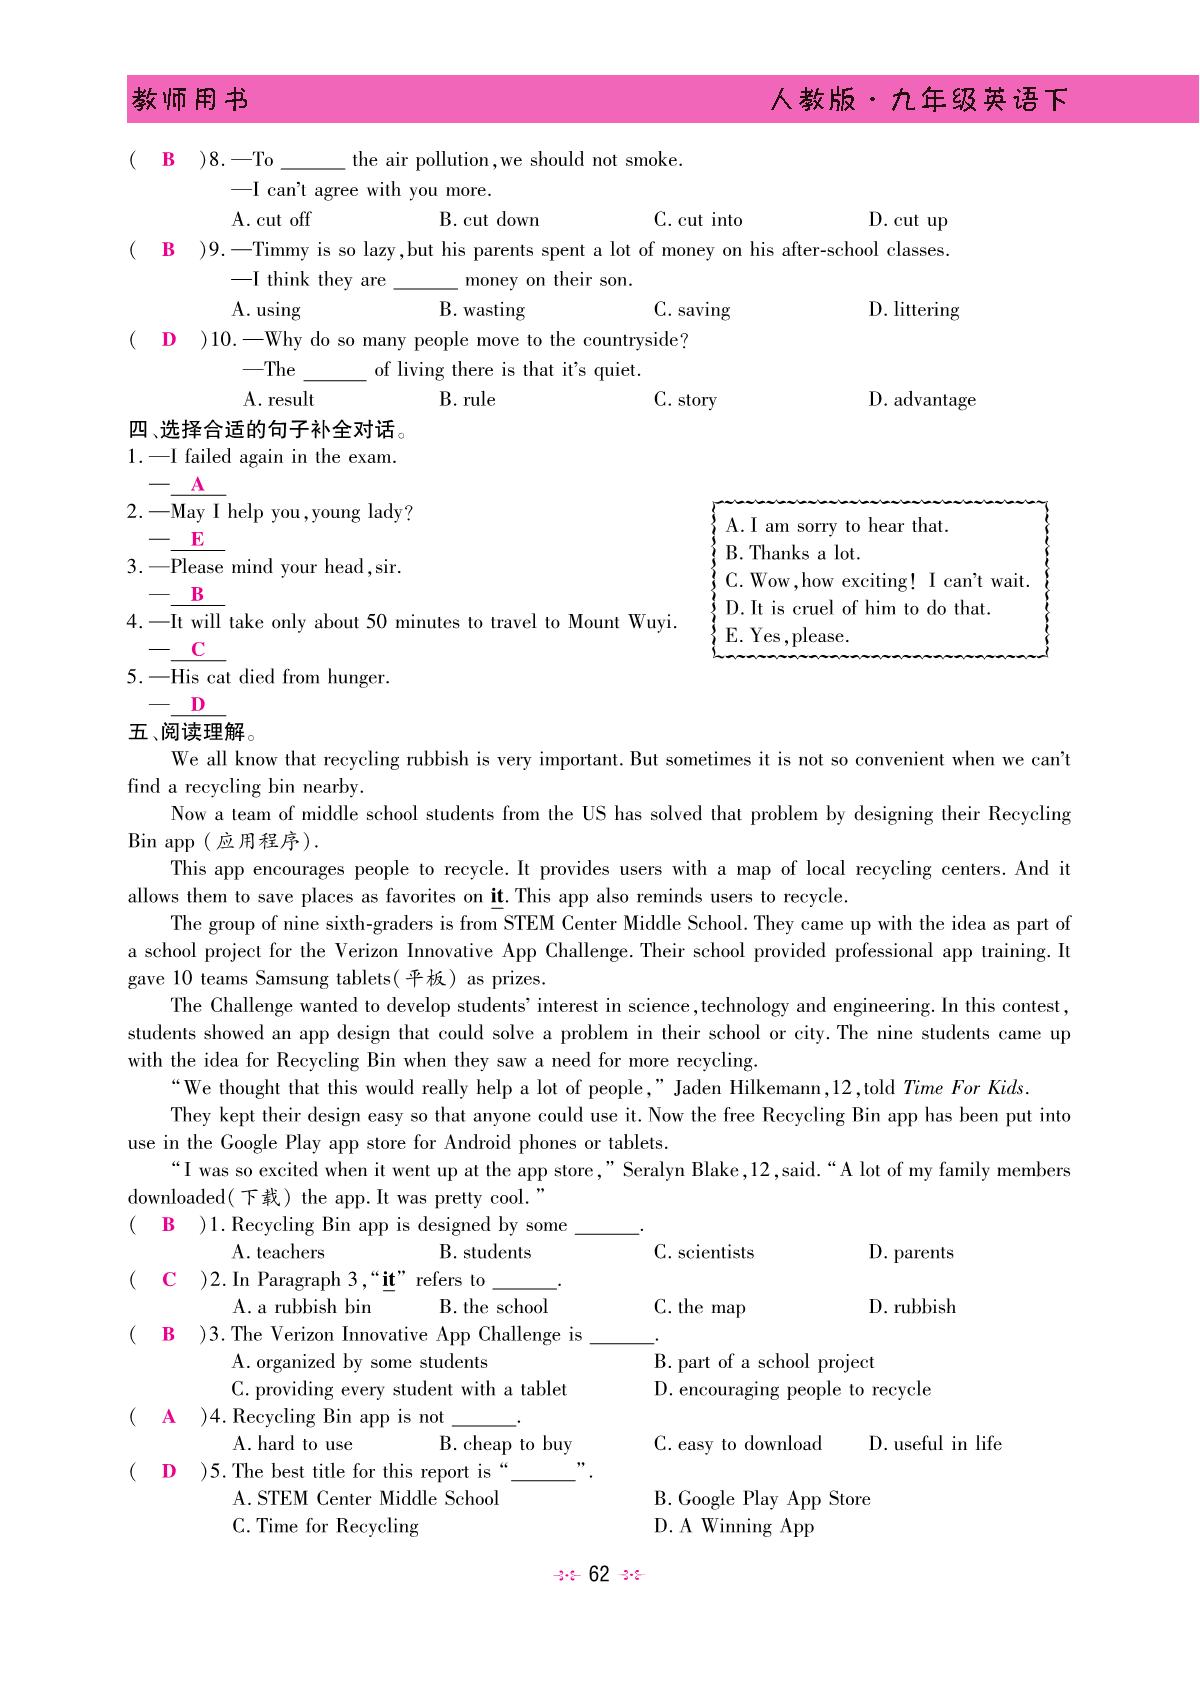 教师用书 人教版·九年级英语下
( B )8. —To ______ the air pollution,we should not smoke.
—I can't agree with you more.
A. cut off B. cut down C. cut into D. cut up
( B )9. —Timmy is so lazy,but his parents spent a lot of money on his after-school classes.
—I think they are ______ money on their son.
A. using B. wasting C. saving D. littering
( D )10. —Why do so many people move to the countryside?
—The ______ of living there is that it's quiet.
A. result B. rule C. story D. advantage
四、选择合适的句子补全对话。
1. —I failed again in the exam.
— A
2. —May I help you,young lady?
— E
3. —Please mind your head,sir.
— B
4. —It will take only about 50 minutes to travel to Mount Wuyi.
— C
5. —His cat died from hunger.
— D
A. I am sorry to hear that.
B. Thanks a lot.
C. Wow,how exciting! I can't wait.
D. It is cruel of him to do that.
E. Yes,please.
五、阅读理解。
We all know that recycling rubbish is very important. But sometimes it is not so convenient when we can't
find a recycling bin nearby.
Now a team of middle school students from the US has solved that problem by designing their Recycling
Bin app (应用程序).
This app encourages people to recycle. It provides users with a map of local recycling centers. And it
allows them to save places as favorites on it. This app also reminds users to recycle.
The group of nine sixth-graders is from STEM Center Middle School. They came up with the idea as part of
a school project for the Verizon Innovative App Challenge. Their school provided professional app training. It
gave 10 teams Samsung tablets(平板) as prizes.
The Challenge wanted to develop students' interest in science,technology and engineering. In this contest,
students showed an app design that could solve a problem in their school or city. The nine students came up
with the idea for Recycling Bin when they saw a need for more recycling.
"We thought that this would really help a lot of people," Jaden Hilkemann,12,told Time For Kids.
They kept their design easy so that anyone could use it. Now the free Recycling Bin app has been put into
use in the Google Play app store for Android phones or tablets.
"I was so excited when it went up at the app store," Seralyn Blake,12,said. "A lot of my family members
downloaded(下载) the app. It was pretty cool. "
( B )1. Recycling Bin app is designed by some ______.
A. teachers B. students C. scientists D. parents
( C )2. In Paragraph 3,"it" refers to ______.
A. a rubbish bin B. the school C. the map D. rubbish
( B )3. The Verizon Innovative App Challenge is ______.
A. organized by some students B. part of a school project
C. providing every student with a tablet D. encouraging people to recycle
( A )4. Recycling Bin app is not ______.
A. hard to use B. cheap to buy C. easy to download D. useful in life
( D )5. The best title for this report is "______".
A. STEM Center Middle School B. Google Play App Store
C. Time for Recycling D. A Winning App
62